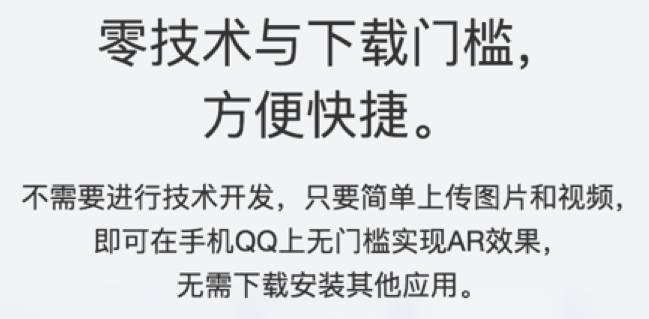 零技术与下载门槛,
方便快捷。
不需要进行技术开发，只要简单上传图片和视频，
即可在手机QQ上无门槛实现AR效果，
无需下载安装其他应用。